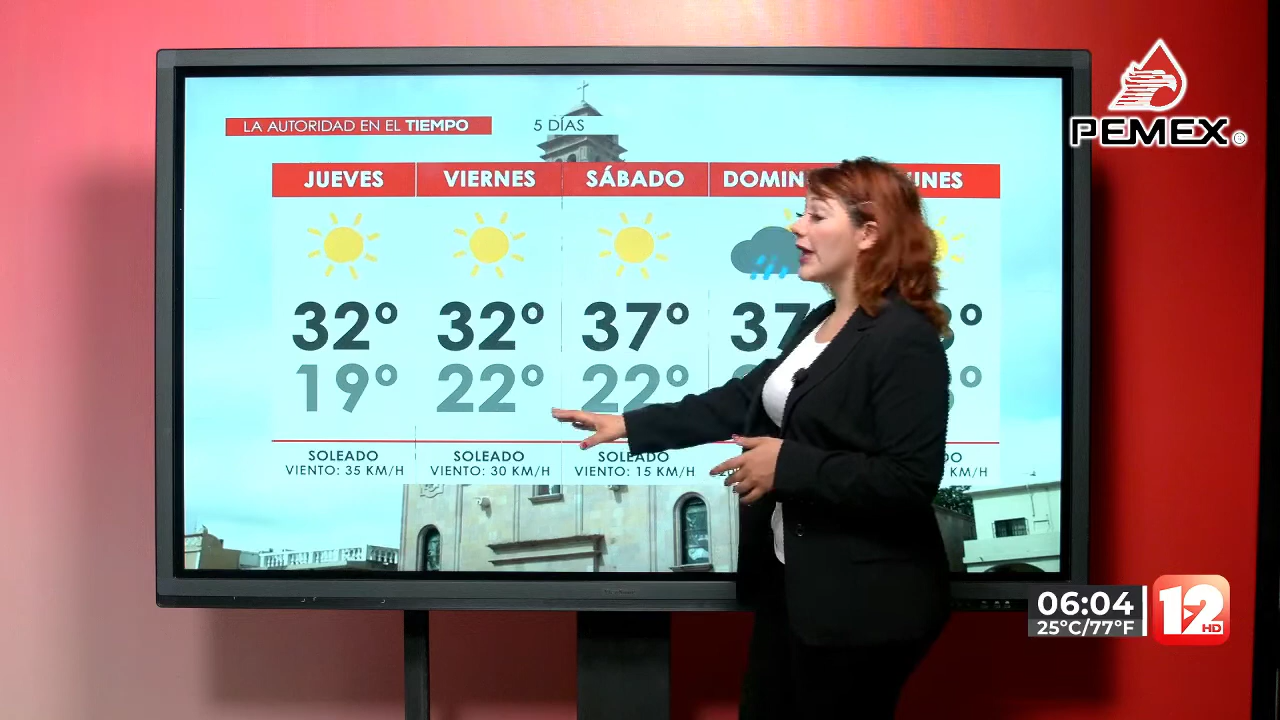 PEMEX
LA AUTORIDAD EN EL TIEMPO 5 DÍAS
JUEVES VIERNES SÁBADO
32° 32° 37°
19° 22° 22°
SOLEADO SOLEADO SOLEADO
VIENTO: 35 KM/H VIENTO: 30 KM/H VIENTO: 15 KM/H KM/H
06:04
25°C/77°F
12
HD